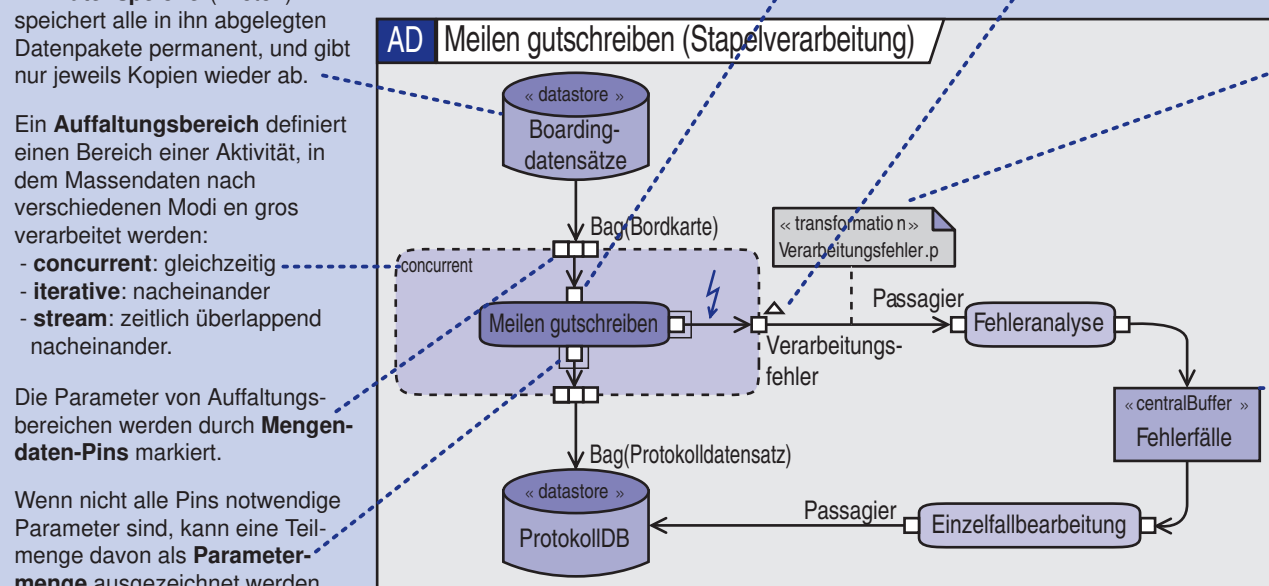 speichert alle in ihn abgelegten
Datenpakete permanent, und gibt
nur jeweils Kopien wieder ab.
Ein Auffaltungsbereich definiert
einen Bereich einer Aktivität, in
dem Massendaten nach
verschiedenen Modi en gros
verarbeitet werden:
- concurrent: gleichzeitig
- iterative: nacheinander
- stream: zeitlich überlappend
nacheinander.
Die Parameter von Auffaltungs-
bereichen werden durch Mengen-
daten-Pins markiert.
Wenn nicht alle Pins notwendige
Parameter sind, kann eine Teil-
menge davon als Parameter-
menge ausgezeichnet werden
AD Meilen gutschreiben (Stapelverarbeitung)
« datastore »
Boarding-
datensätze
Bag(Bordkarte)
« transformatio n»
Verarbeitungsfehler.p
concurrent
Meilen gutschreiben
Verarbeitungs-
fehler
Passagier
Fehleranalyse
« centralBuffer »
Fehlerfälle
Bag(Protokolldatensatz)
« datastore »
ProtokollDB
Passagier
Einzelfallbearbeitung